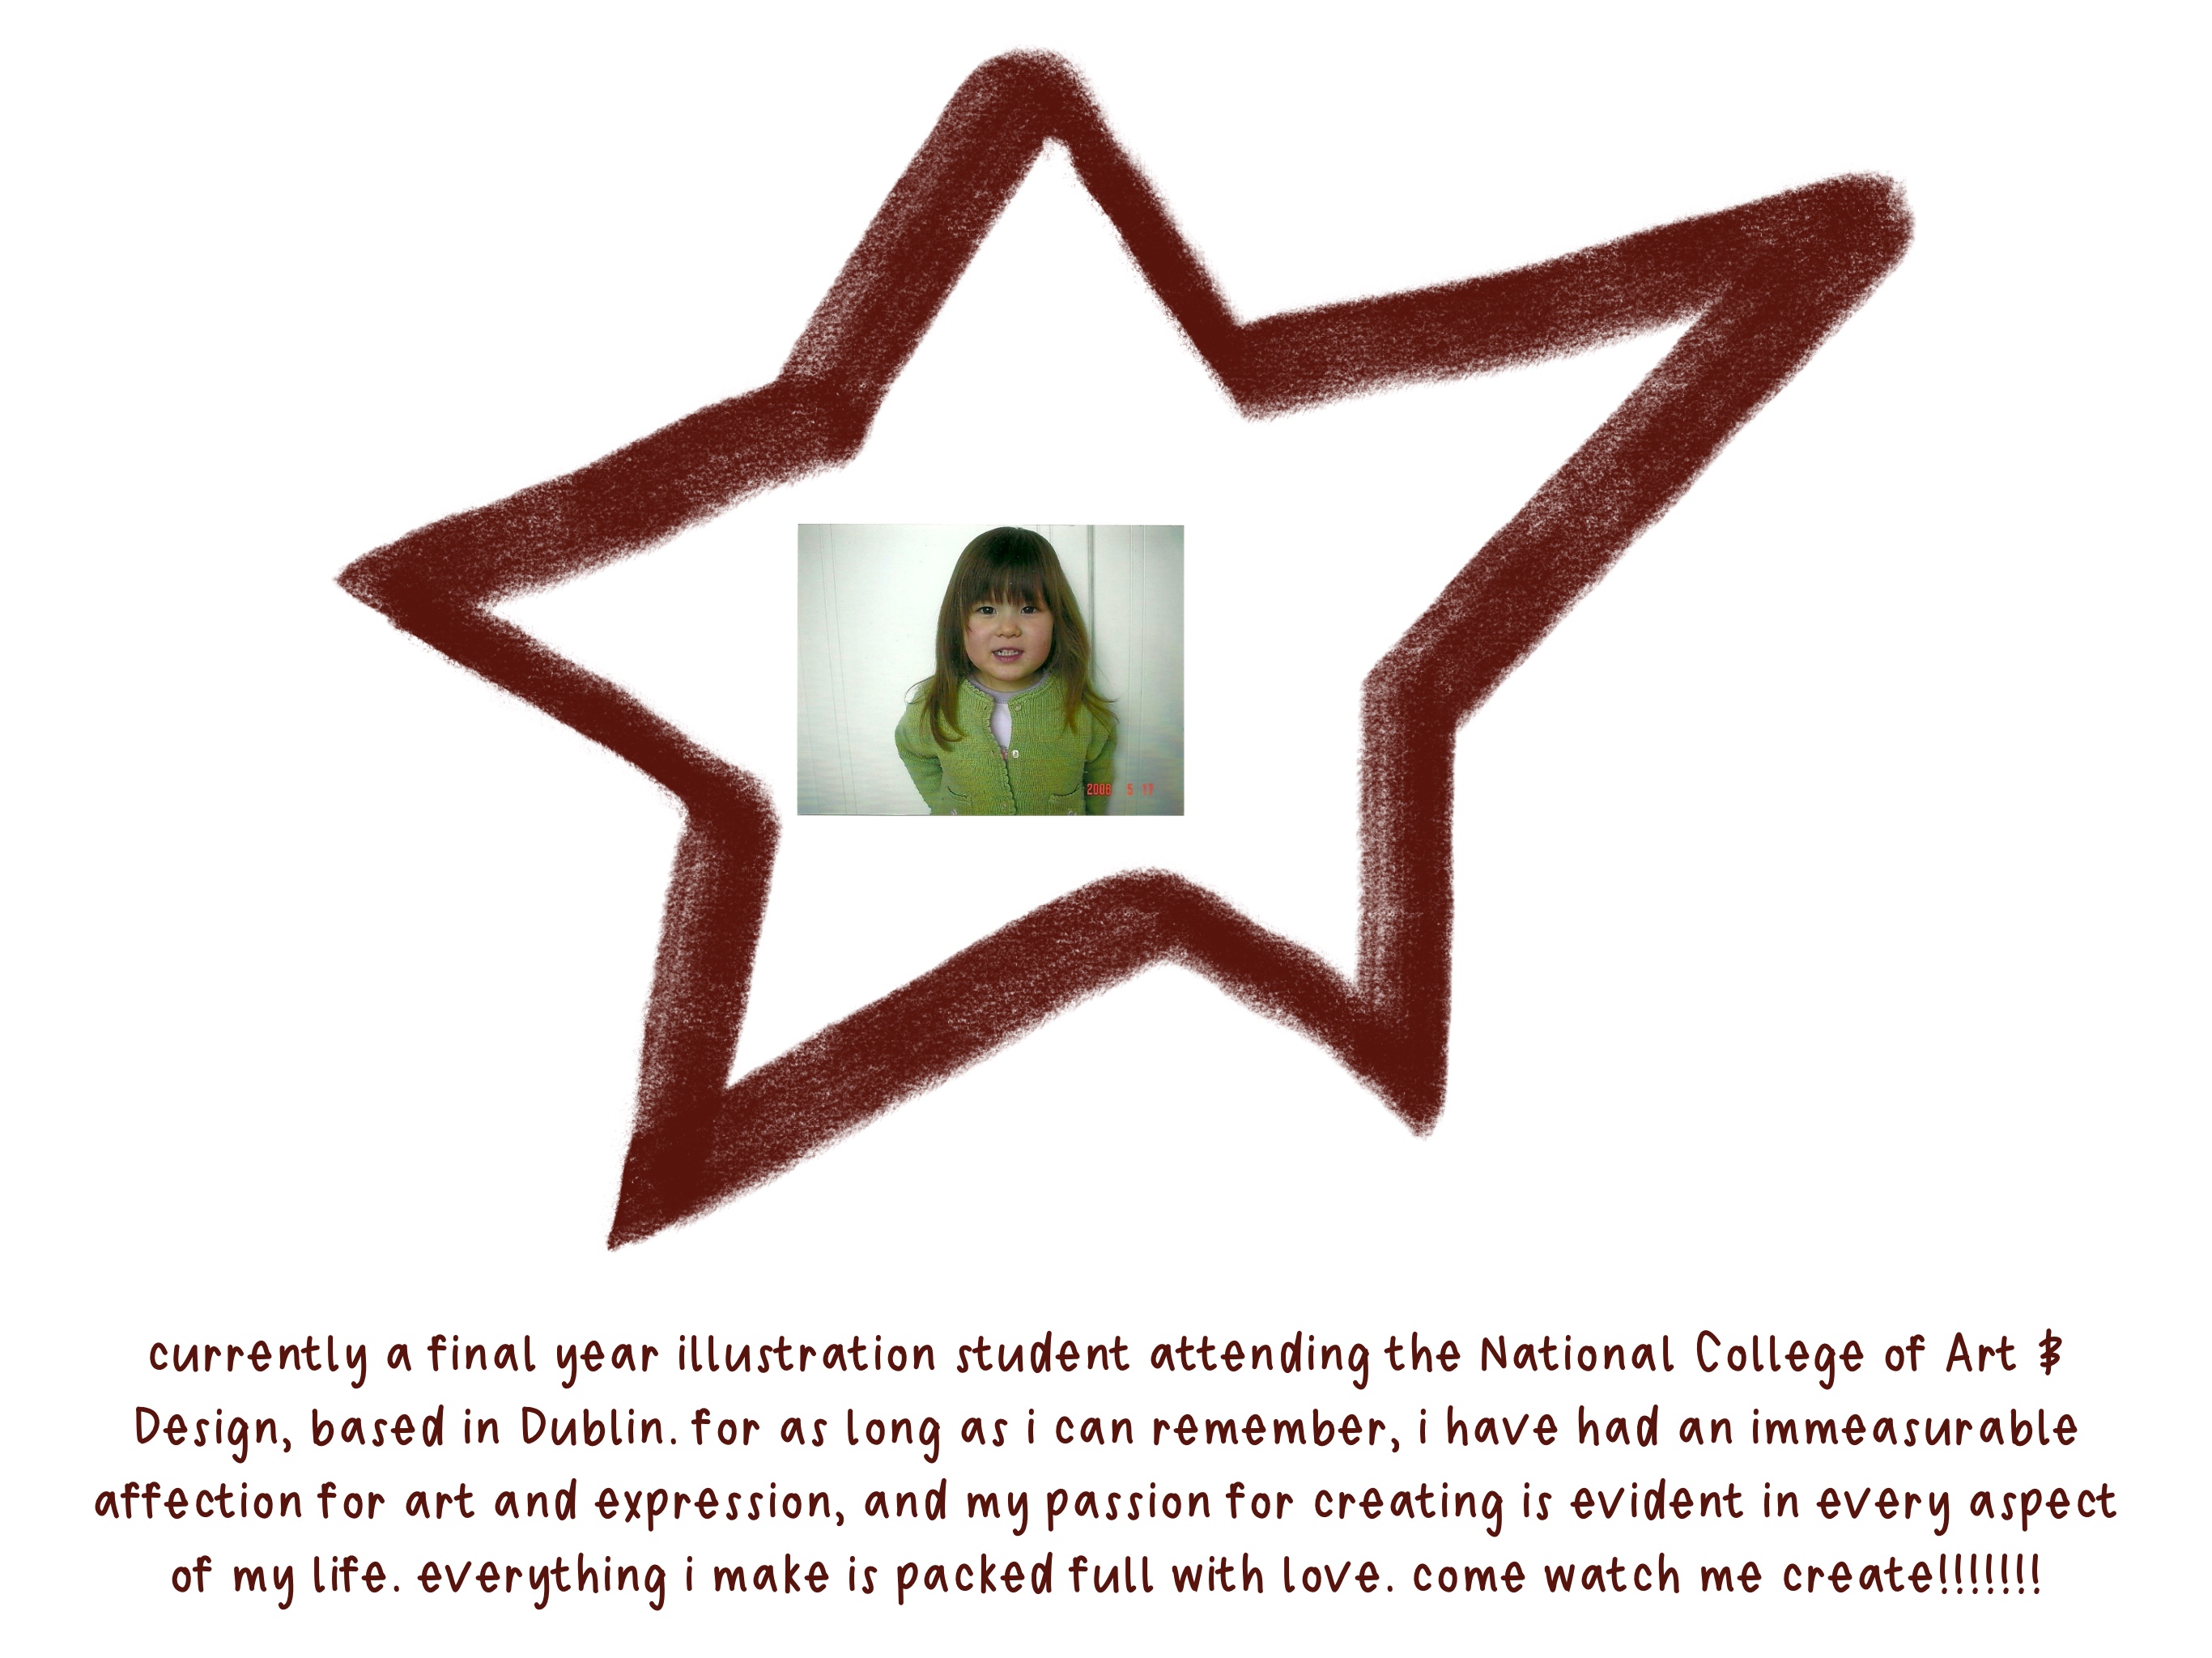 2006 5 17
currently a final year illustration student attending the National College of Art &
Design, based in Dublin. for as long as i can remember, i have had an immeasurable
affection for art and expression, and my passion for creating is evident in every aspect
of my life. everything i make is packed full with love. come watch me create!!!!!!!